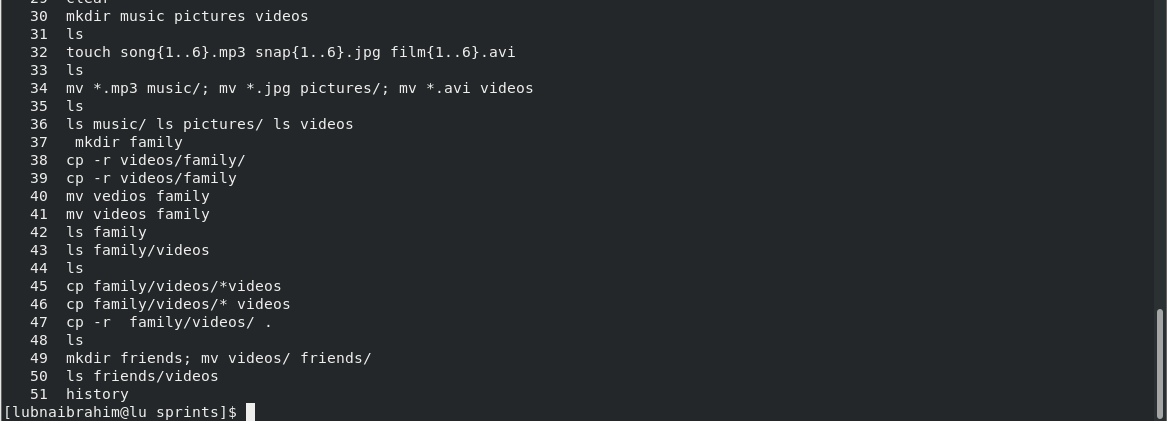 29 clear
30 mkdir music pictures videos
31 ls
32 touch song{1..6}.mp3 snap{1..6}.jpg film{1..6}.avi
33 ls
34 mv *.mp3 music/; mv *.jpg pictures/; mv *.avi videos
35 ls
36 ls music/ ls pictures/ ls videos
37  mkdir family
38 cp -r videos/family/
39 cp -r videos/family
40 mv vedios family
41 mv videos family
42 ls family
43 ls family/videos
44 ls
45 cp family/videos/*videos
46 cp family/videos/* videos
47 cp -r  family/videos/ .
48 ls
49 mkdir friends; mv videos/ friends/
50 ls friends/videos
51 history
[lubnaibrahim@lu sprints]$